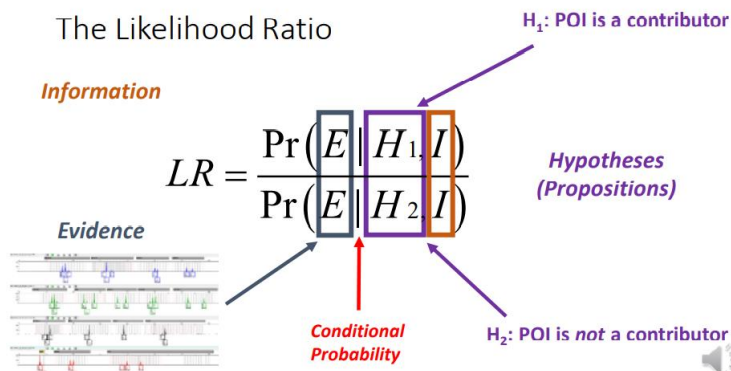 The Likelihood Ratio
H₁: POI is a contributor
Information
LR = Pr(E | H₁, I) / Pr(E | H₂, I)
Hypotheses
(Propositions)
Evidence
Conditional
Probability
H₂: POI is not a contributor